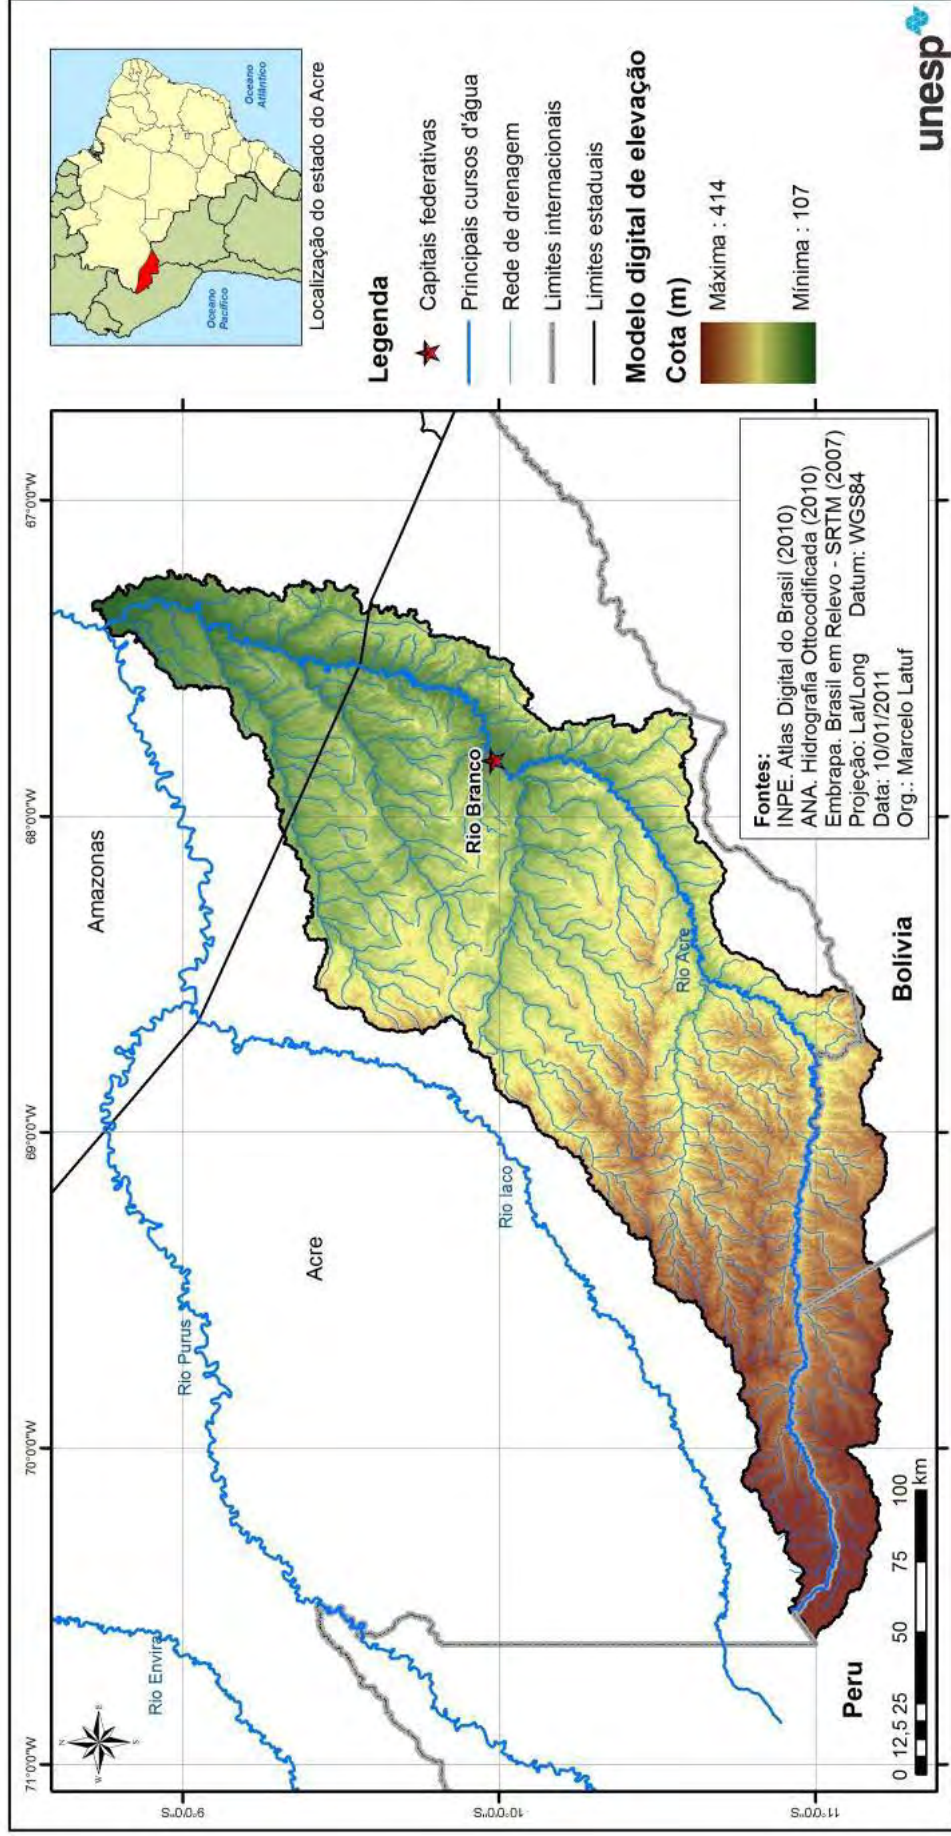 71°0'0"W
70°0'0"W
69°0'0"W
68°0'0"W
67°0'0"W
9°0'0"S
10°0'0"S
11°0'0"S
N
S
E
W
Rio Envira
Rio Purus
Rio Iaco
Acre
Amazonas
Rio Branco
Rio Acre
Peru
Bolívia
0 12,5 25 50 75 100
km
Fontes:
INPE. Atlas Digital do Brasil (2010)
ANA. Hidrografia Ottocodificada (2010)
Embrapa. Brasil em Relevo - SRTM (2007)
Projeção: Lat/Long Datum: WGS84
Data: 10/01/2011
Org.: Marcelo Latuf
Oceano
Pacífico
Oceano
Atlântico
Localização do estado do Acre
Legenda
Capitais federativas
Principais cursos d'água
Rede de drenagem
Limites internacionais
Limites estaduais
Modelo digital de elevação
Cota (m)
Máxima : 414
Mínima : 107
unesp